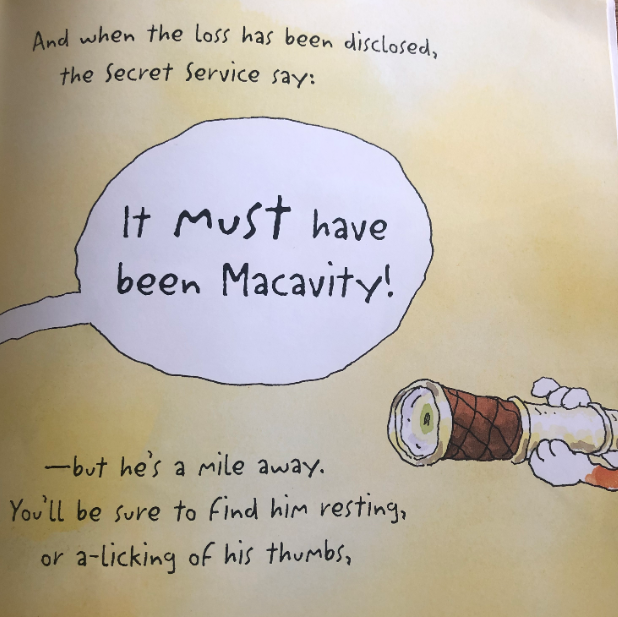 And when the loss has been disclosed,
the Secret Service say:
It must have
been Macavity!
—but he's a mile away.
You'll be sure to find him resting,
or a-licking of his thumbs,